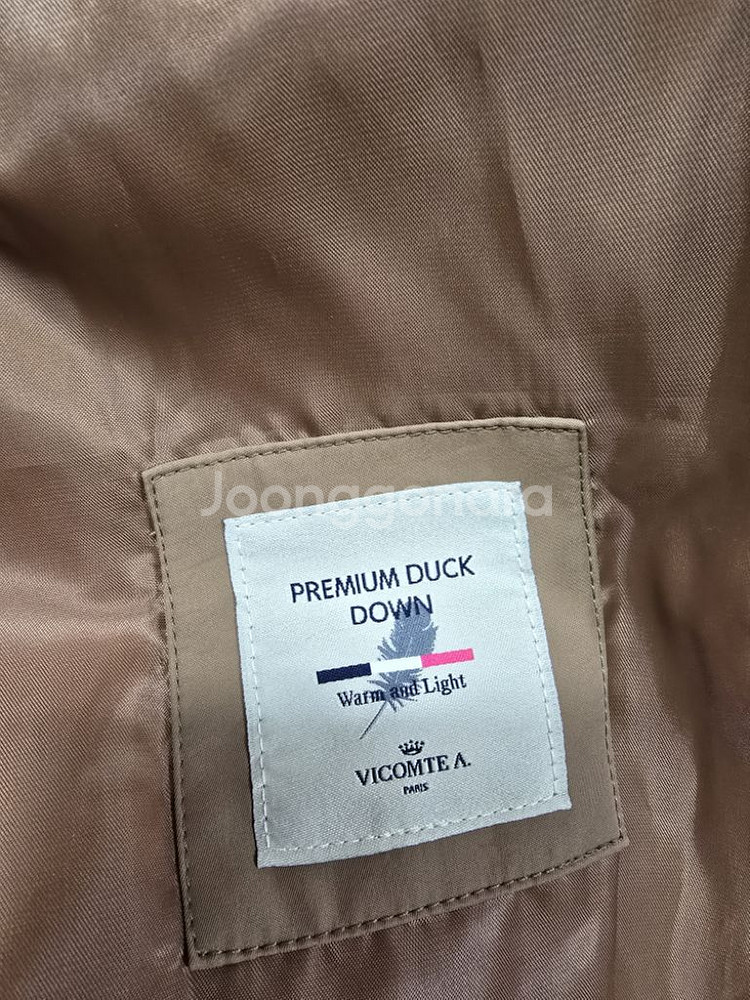 Joonggonara
PREMIUM DUCK
DOWN
Warm and Light
VICOMTE A.
PARIS